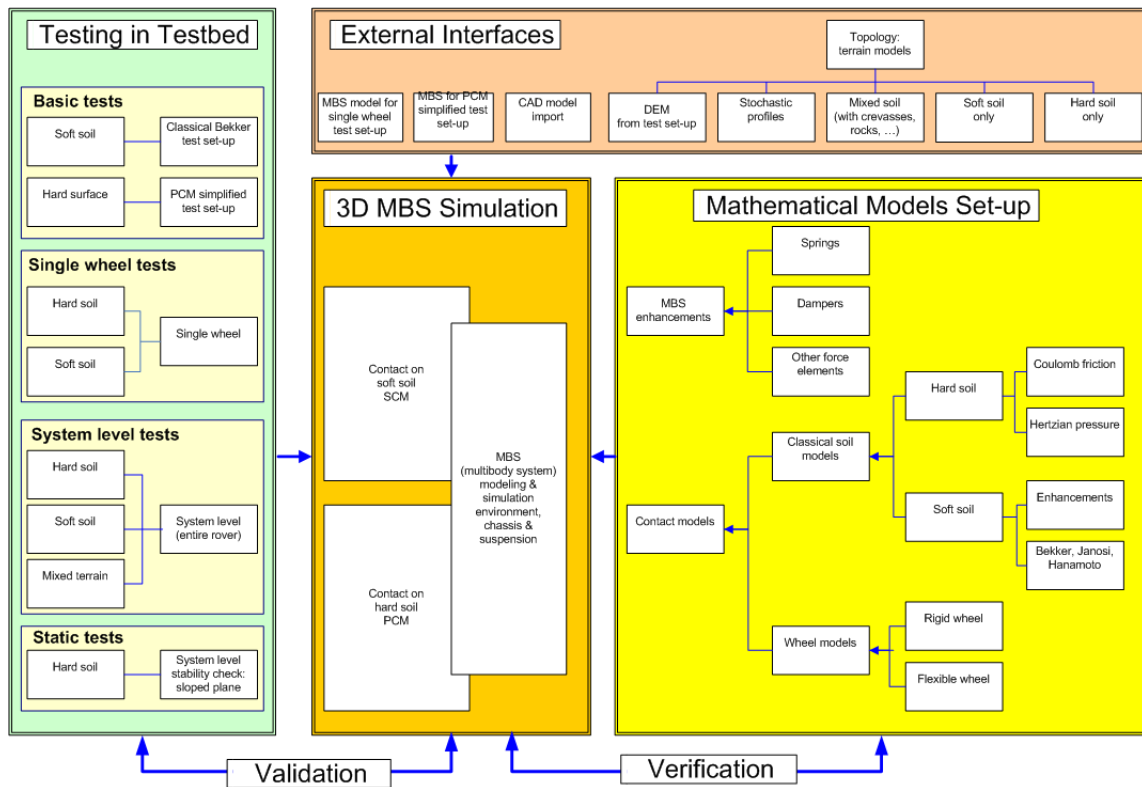 Testing in Testbed
Basic tests
Soft soil
Classical Bekker
test set-up
Hard surface
PCM simplified
test set-up
Single wheel tests
Hard soil
Single wheel
Soft soil
System level tests
Hard soil
Soft soil
System level
(entire rover)
Mixed terrain
Static tests
Hard soil
System level
stability check:
sloped plane
External Interfaces
Topology:
terrain models
MBS model for
single wheel
test set-up
MBS for PCM
simplified test
set-up
CAD model
import
DEM
from test set-up
Stochastic
profiles
Mixed soil
(with crevasses,
rocks, ...)
Soft soil
only
Hard soil
only
3D MBS Simulation
Contact on
soft soil
SCM
MBS
(multibody system)
modeling &
simulation
environment,
chassis &
suspension
Contact on
hard soil
PCM
Mathematical Models Set-up
Springs
MBS
enhancements
Dampers
Other force
elements
Contact models
Classical soil
models
Hard soil
Coulomb friction
Hertzian pressure
Soft soil
Enhancements
Bekker, Janosi,
Hanamoto
Wheel models
Rigid wheel
Flexible wheel
Validation
Verification